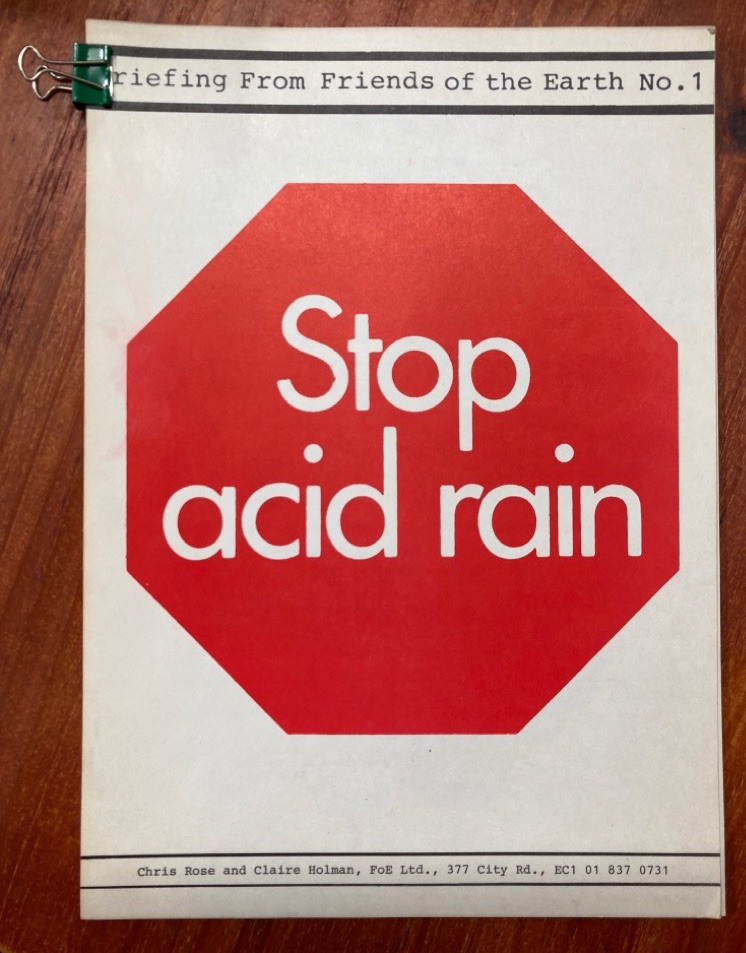 riefing From Friends of the Earth No.1
Stop
acid rain
Chris Rose and Claire Holman, FoE Ltd., 377 City Rd., EC1 01 837 0731